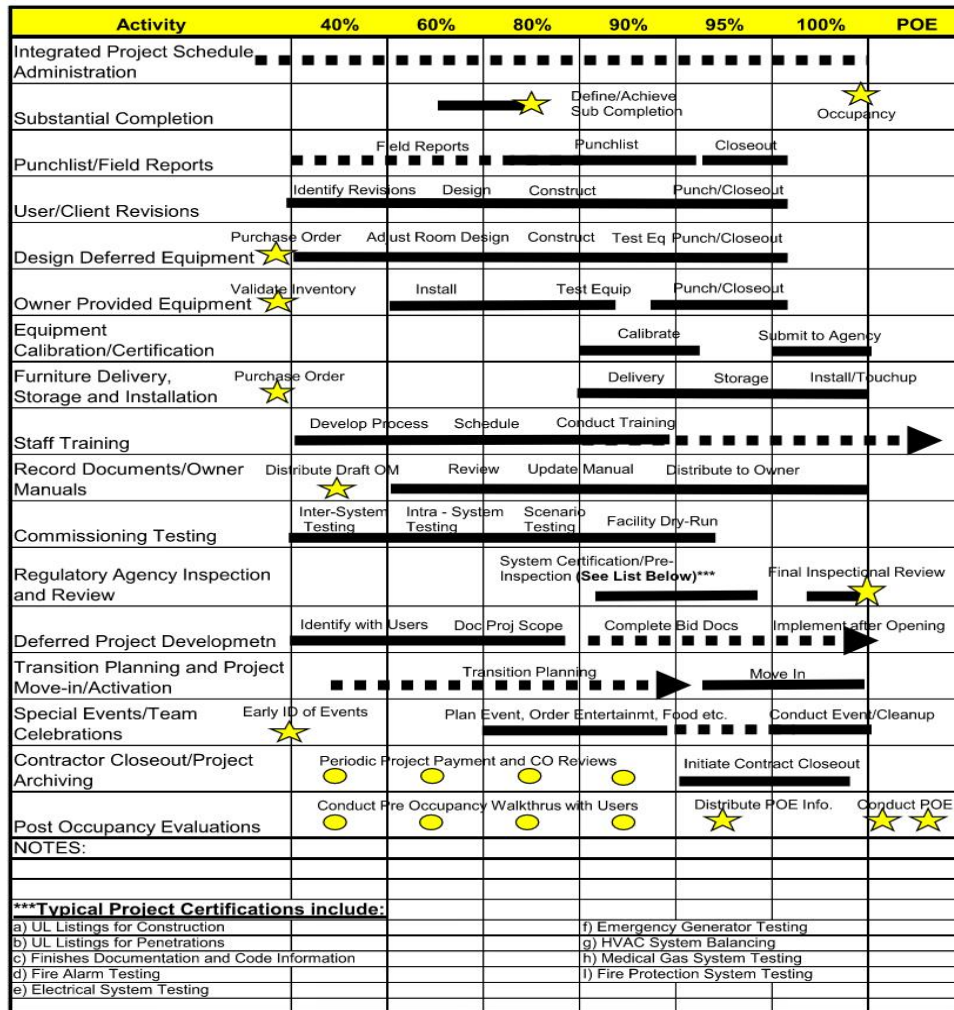 Activity 40% 60% 80% 90% 95% 100% POE
Integrated Project Schedule
Administration
Define/Achieve
Sub Completion
Substantial Completion
Occupancy
Field Reports Punchlist Closeout
Punchlist/Field Reports
Identify Revisions Design Construct Punch/Closeout
User/Client Revisions
Purchase Order Adjust Room Design Construct Test Eq Punch/Closeout
Design Deferred Equipment
Validate Inventory Install Test Equip Punch/Closeout
Owner Provided Equipment
Equipment
Calibration/Certification
Calibrate Submit to Agency
Furniture Delivery,
Storage and Installation
Purchase Order Delivery Storage Install/Touchup
Develop Process Schedule Conduct Training
Staff Training
Record Documents/Owner
Manuals
Distribute Draft OM Review Update Manual Distribute to Owner
Inter-System
Testing
Intra - System
Testing
Scenario
Testing
Facility Dry-Run
Commissioning Testing
System Certification/Pre-
Inspection (See List Below)***
Final Inspectional Review
Regulatory Agency Inspection
and Review
Identify with Users Doc Proj Scope Complete Bid Docs Implement after Opening
Deferred Project Developmetn
Transition Planning and Project
Move-in/Activation
Transition Planning Move In
Special Events/Team
Celebrations
Early ID of Events Plan Event, Order Entertainmt, Food etc. Conduct Event/Cleanup
Contractor Closeout/Project
Archiving
Periodic Project Payment and CO Reviews Initiate Contract Closeout
Conduct Pre Occupancy Walkthrus with Users Distribute POE Info. Conduct POE
Post Occupancy Evaluations
NOTES:
***Typical Project Certifications include:
a) UL Listings for Construction
b) UL Listings for Penetrations
c) Finishes Documentation and Code Information
d) Fire Alarm Testing
e) Electrical System Testing
f) Emergency Generator Testing
g) HVAC System Balancing
h) Medical Gas System Testing
I) Fire Protection System Testing